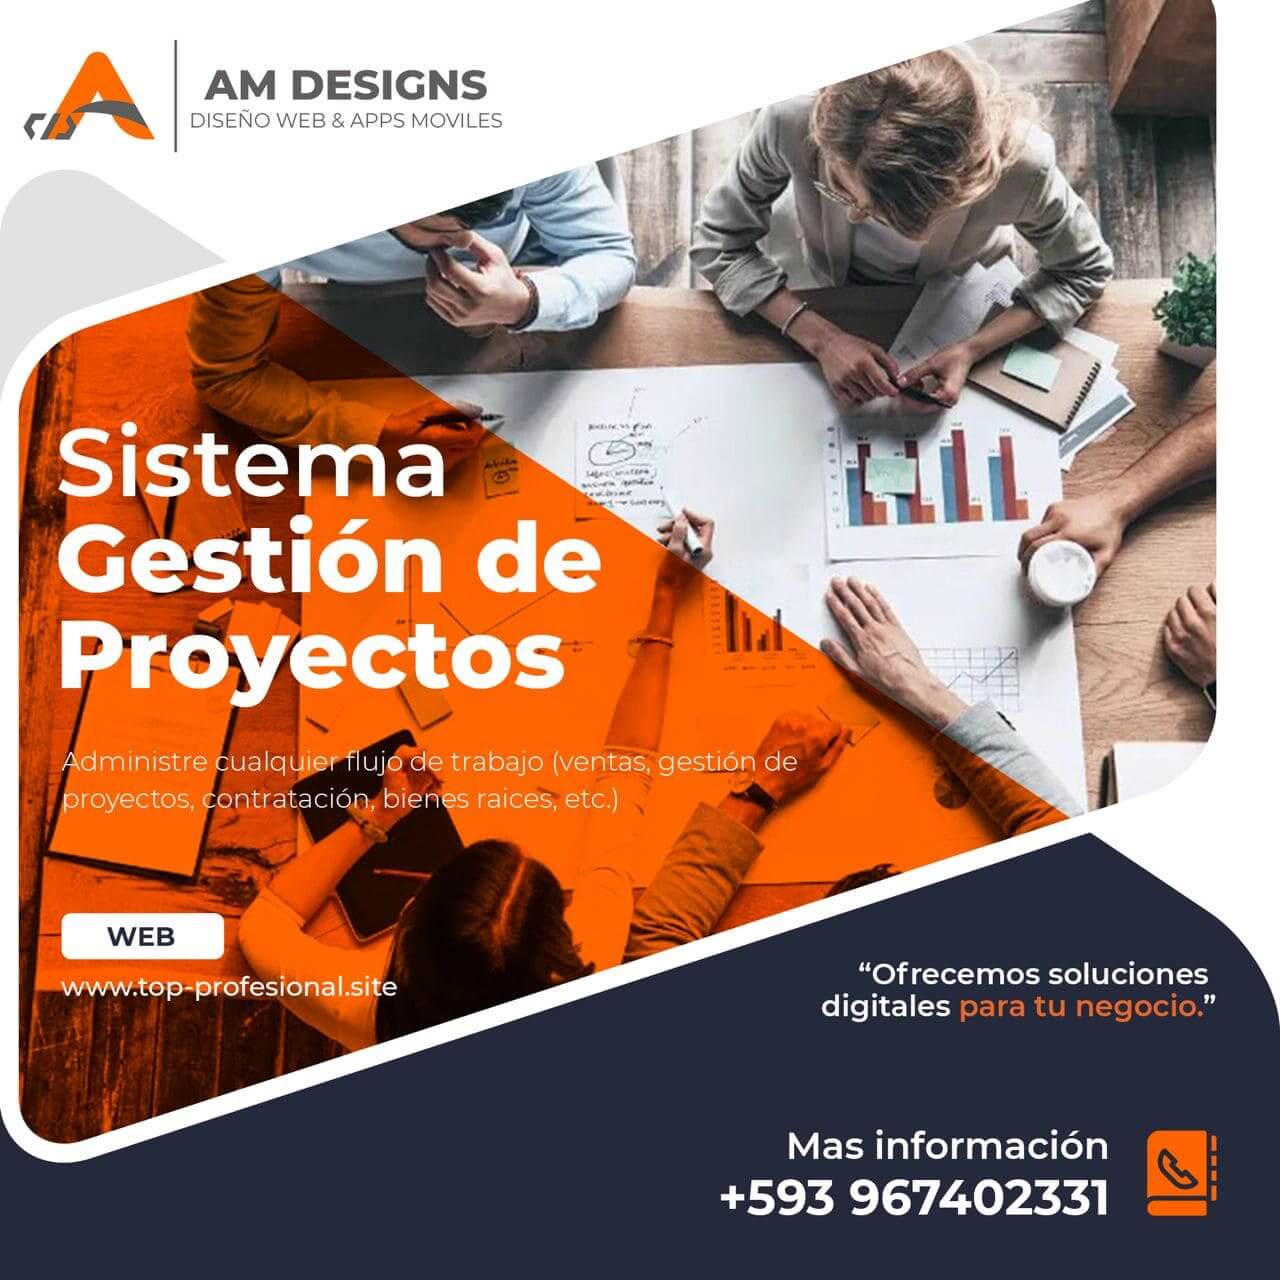 AM DESIGNS
DISEÑO WEB & APPS MOVILES
Sistema
Gestión de
Proyectos
Administre cualquier flujo de trabajo (ventas, gestión de
proyectos, contratación, bienes raices, etc.)
WEB
www.top-profesional.site
“Ofrecemos soluciones
digitales para tu negocio.”
Mas información
+593 967402331